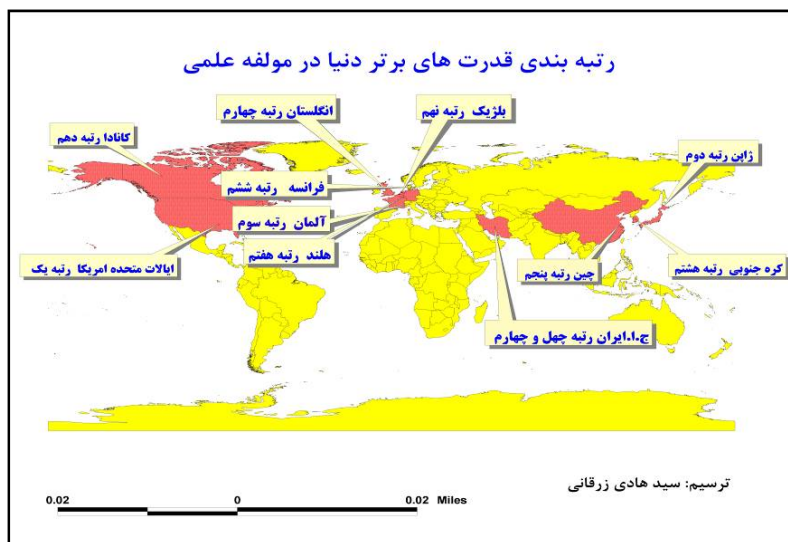 رتبه بندی قدرت های برتر دنیا در مولفه علمی
انگلستان رتبه چهارم
بلژیک رتبه نهم
کانادا رتبه دهم
ژاپن رتبه دوم
فرانسه رتبه ششم
آلمان رتبه سوم
هلند رتبه هفتم
ایالات متحده امریکا رتبه یک
چین رتبه پنجم
کره جنوبی رتبه هشتم
ج.ا.ایران رتبه چهل و چهارم
ترسیم: سید هادی زرقانی
0.02 0 0.02 Miles